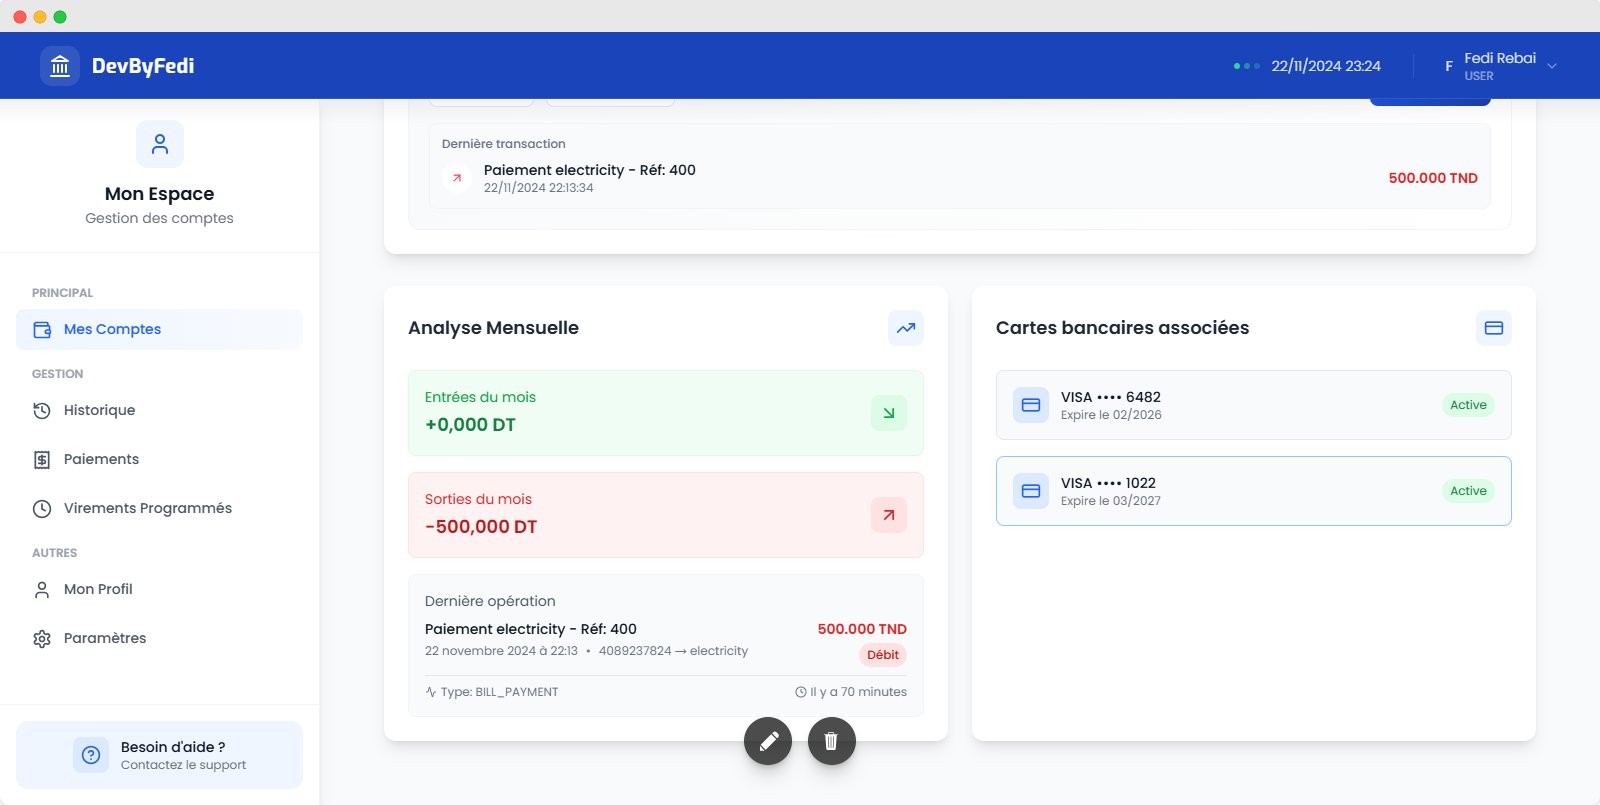 DevByFedi
22/11/2024 23:24
F
Fedi Rebai
USER
Mon Espace
Gestion des comptes
PRINCIPAL
Mes Comptes
GESTION
Historique
Paiements
Virements Programmés
AUTRES
Mon Profil
Paramètres
Besoin d'aide ?
Contactez le support
Dernière transaction
Paiement electricity - Réf: 400
22/11/2024 22:13:34
500.000 TND
Analyse Mensuelle
Entrées du mois
+0,000 DT
Sorties du mois
-500,000 DT
Dernière opération
Paiement electricity - Réf: 400
500.000 TND
22 novembre 2024 à 22:13 • 4089237824 → electricity
Débit
Type: BILL_PAYMENT
Il y a 70 minutes
Cartes bancaires associées
VISA •••• 6482
Expire le 02/2026
Active
VISA •••• 1022
Expire le 03/2027
Active